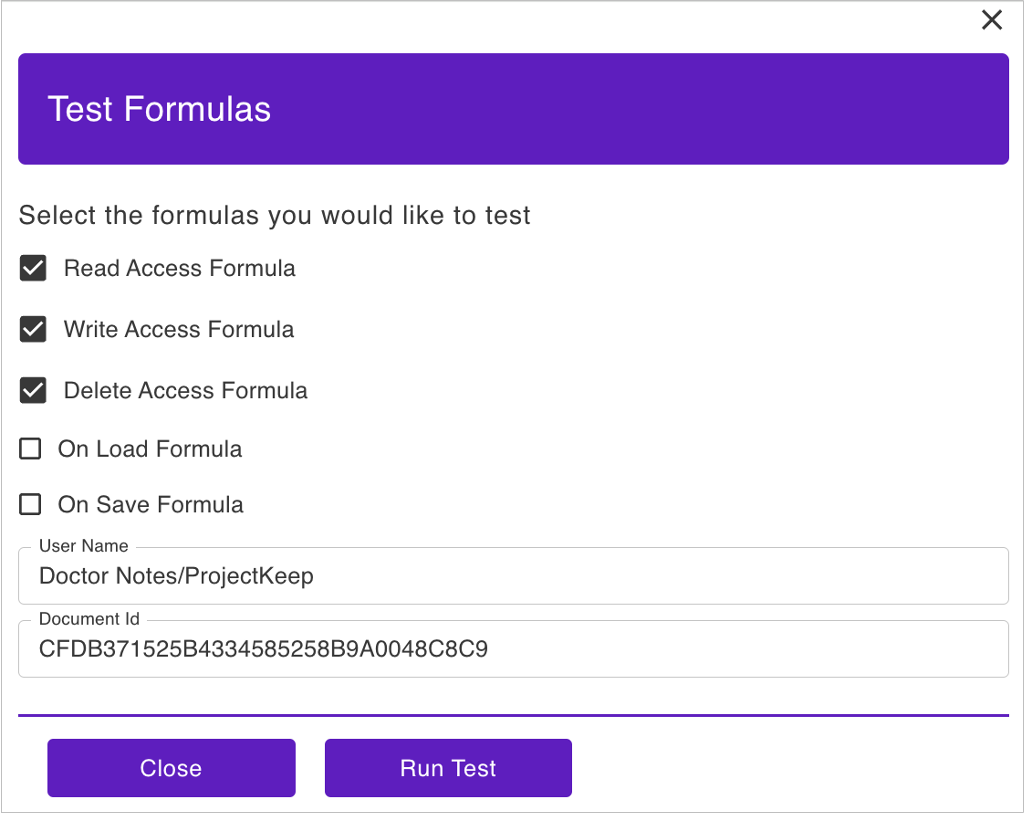 Test Formulas
Select the formulas you would like to test
Read Access Formula
Write Access Formula
Delete Access Formula
On Load Formula
On Save Formula
User Name
Doctor Notes/ProjectKeep
Document Id
CFDB371525B4334585258B9A0048C8C9
Close
Run Test